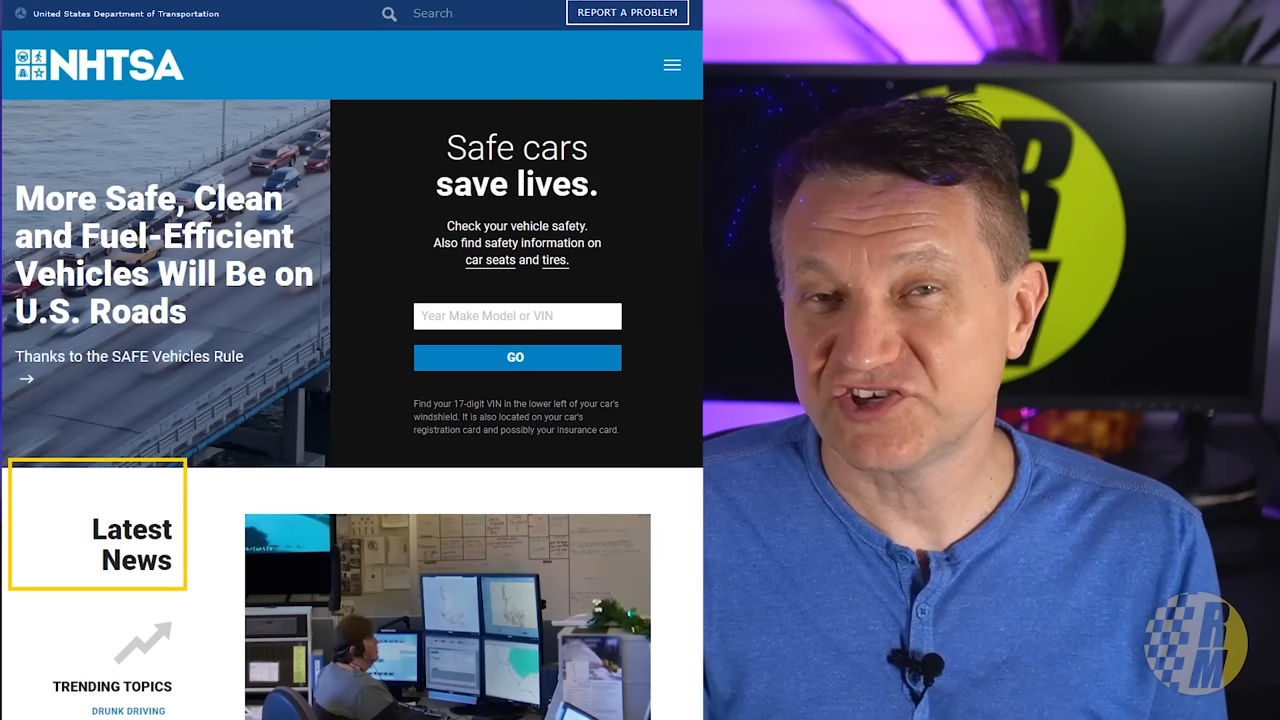 United States Department of Transportation
Search
REPORT A PROBLEM
NHTSA
More Safe, Clean
and Fuel-Efficient
Vehicles Will Be on
U.S. Roads
Thanks to the SAFE Vehicles Rule
Safe cars
save lives.
Check your vehicle safety.
Also find safety information on
car seats and tires.
Year Make Model or VIN
GO
Find your 17-digit VIN in the lower left of your car's
windshield. It is also located on your car's
registration card and possibly your insurance card.
Latest
News
TRENDING TOPICS
DRUNK DRIVING
R
M
R
M